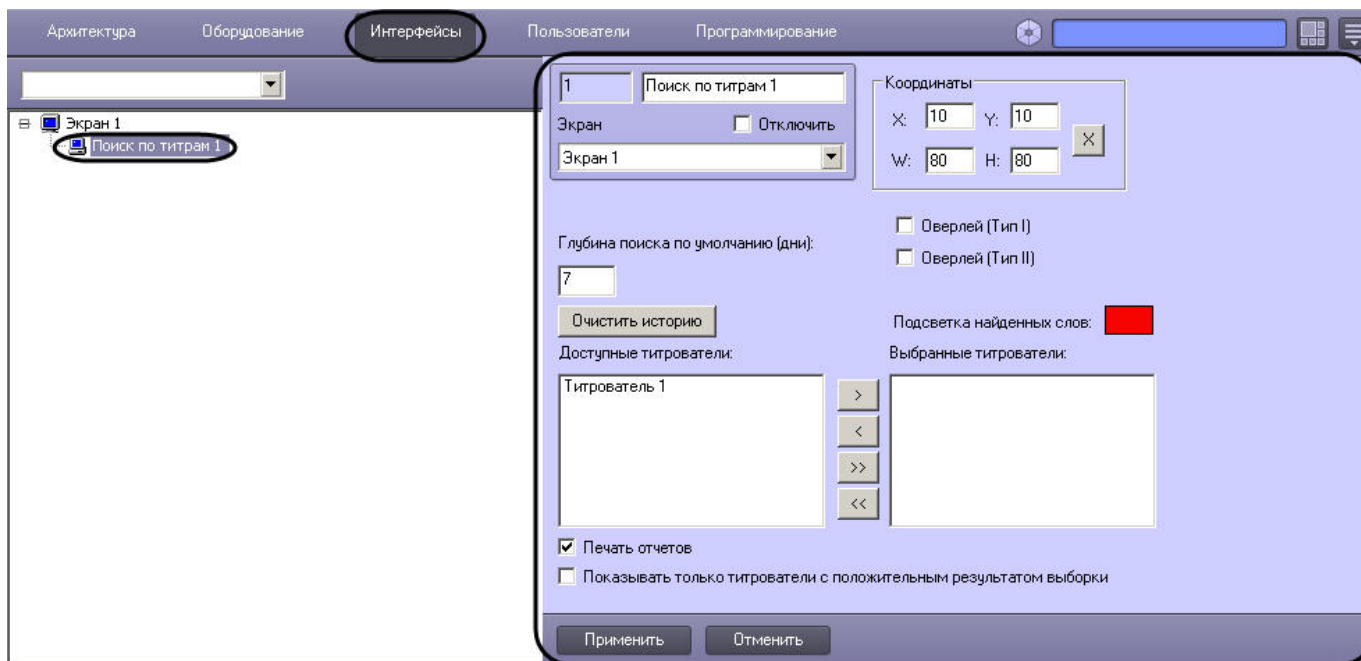 Архитектура Оборудование Интерфейсы Пользователи Программирование
Экран 1
Поиск по титрам 1
1 Поиск по титрам 1
Экран Отключить
Экран 1
Координаты
X: 10 Y: 10
W: 80 H: 80
X
Оверлей (Тип I)
Оверлей (Тип II)
Глубина поиска по умолчанию (дни):
7
Очистить историю Подсветка найденных слов:
Доступные титрователи: Выбранные титрователи:
Титрователь 1
>
<
>>
<<
Печать отчетов
Показывать только титрователи с положительным результатом выборки
Применить Отменить